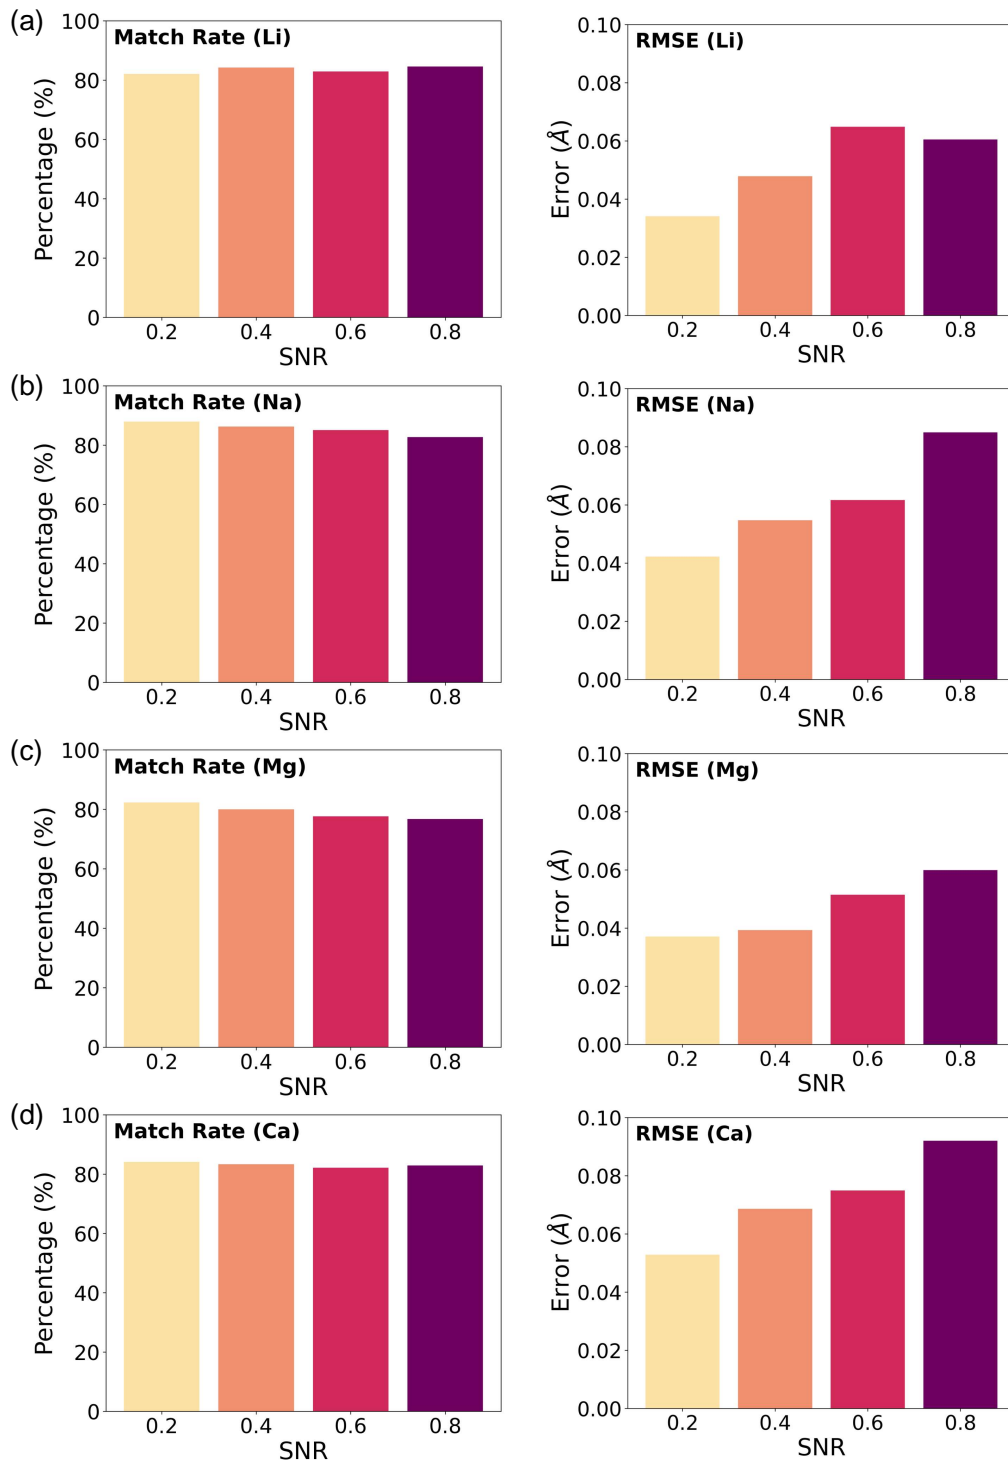 (a)
Match Rate (Li)
Percentage (%)
100
80
60
40
20
0
0.2 0.4 0.6 0.8
SNR
RMSE (Li)
Error (Å)
0.10
0.08
0.06
0.04
0.02
0.00
0.2 0.4 0.6 0.8
SNR
(b)
Match Rate (Na)
Percentage (%)
100
80
60
40
20
0
0.2 0.4 0.6 0.8
SNR
RMSE (Na)
Error (Å)
0.10
0.08
0.06
0.04
0.02
0.00
0.2 0.4 0.6 0.8
SNR
(c)
Match Rate (Mg)
Percentage (%)
100
80
60
40
20
0
0.2 0.4 0.6 0.8
SNR
RMSE (Mg)
Error (Å)
0.10
0.08
0.06
0.04
0.02
0.00
0.2 0.4 0.6 0.8
SNR
(d)
Match Rate (Ca)
Percentage (%)
100
80
60
40
20
0
0.2 0.4 0.6 0.8
SNR
RMSE (Ca)
Error (Å)
0.10
0.08
0.06
0.04
0.02
0.00
0.2 0.4 0.6 0.8
SNR